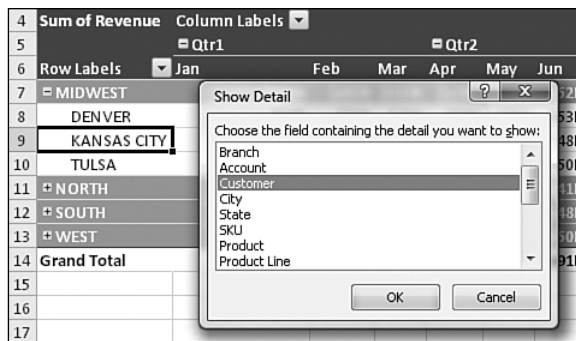 4 Sum of Revenue Column Labels
5 Qtr1 Qtr2
6 Row Labels Jan Feb Mar Apr May Jun
7 MIDWEST
8 DENVER
9 KANSAS CITY
10 TULSA
11 NORTH
12 SOUTH
13 WEST
14 Grand Total
15
16
17
Show Detail
Choose the field containing the detail you want to show:
Branch
Account
Customer
City
State
SKU
Product
Product Line
OK Cancel